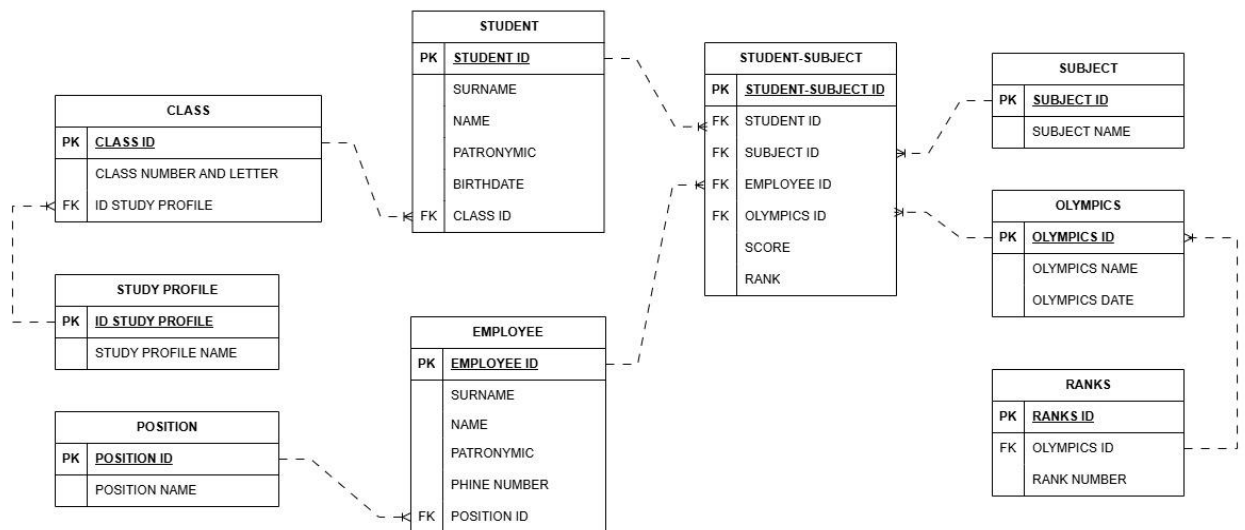 CLASS
PK CLASS ID
CLASS NUMBER AND LETTER
FK ID STUDY PROFILE
STUDY PROFILE
PK ID STUDY PROFILE
STUDY PROFILE NAME
POSITION
PK POSITION ID
POSITION NAME
STUDENT
PK STUDENT ID
SURNAME
NAME
PATRONYMIC
BIRTHDATE
FK CLASS ID
EMPLOYEE
PK EMPLOYEE ID
SURNAME
NAME
PATRONYMIC
PHINE NUMBER
FK POSITION ID
STUDENT-SUBJECT
PK STUDENT-SUBJECT ID
FK STUDENT ID
FK SUBJECT ID
FK EMPLOYEE ID
FK OLYMPICS ID
SCORE
RANK
SUBJECT
PK SUBJECT ID
SUBJECT NAME
OLYMPICS
PK OLYMPICS ID
OLYMPICS NAME
OLYMPICS DATE
RANKS
PK RANKS ID
FK OLYMPICS ID
RANK NUMBER